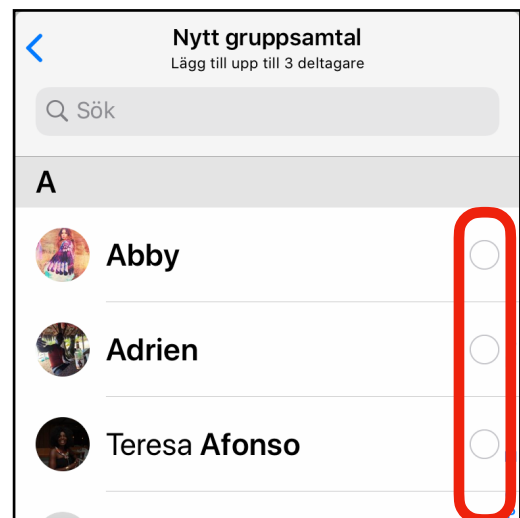 Nytt gruppsamtal
Lägg till upp till 3 deltagare
Sök
A
Abby
Adrien
Teresa Afonso